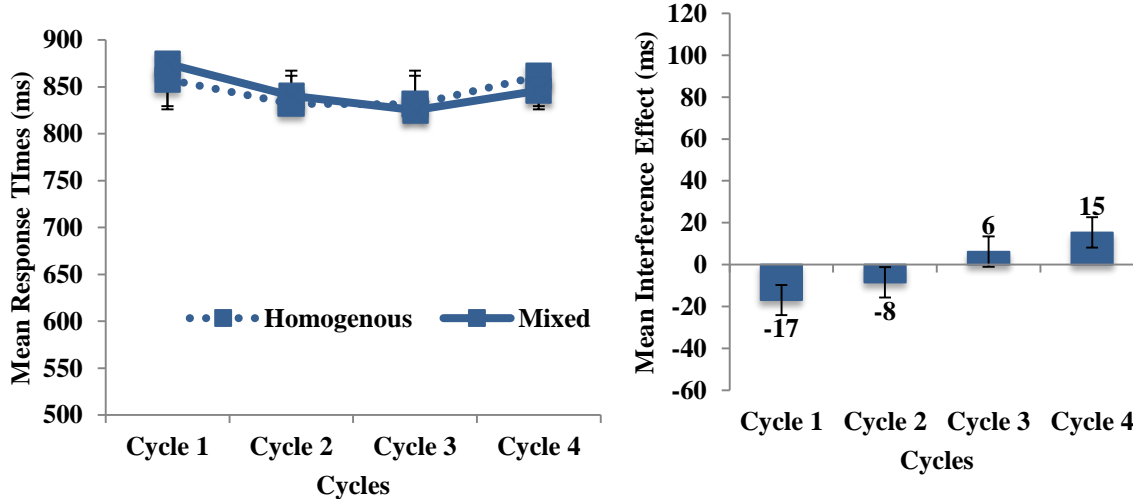 Mean Response TImes (ms)
900
850
800
750
700
650
600
550
500
Homogenous
Mixed
Cycle 1
Cycle 2
Cycle 3
Cycle 4
Cycles
Mean Interference Effect (ms)
120
100
80
60
40
20
0
-20
-40
-60
-17
-8
6
15
Cycle 1
Cycle 2
Cycle 3
Cycle 4
Cycles